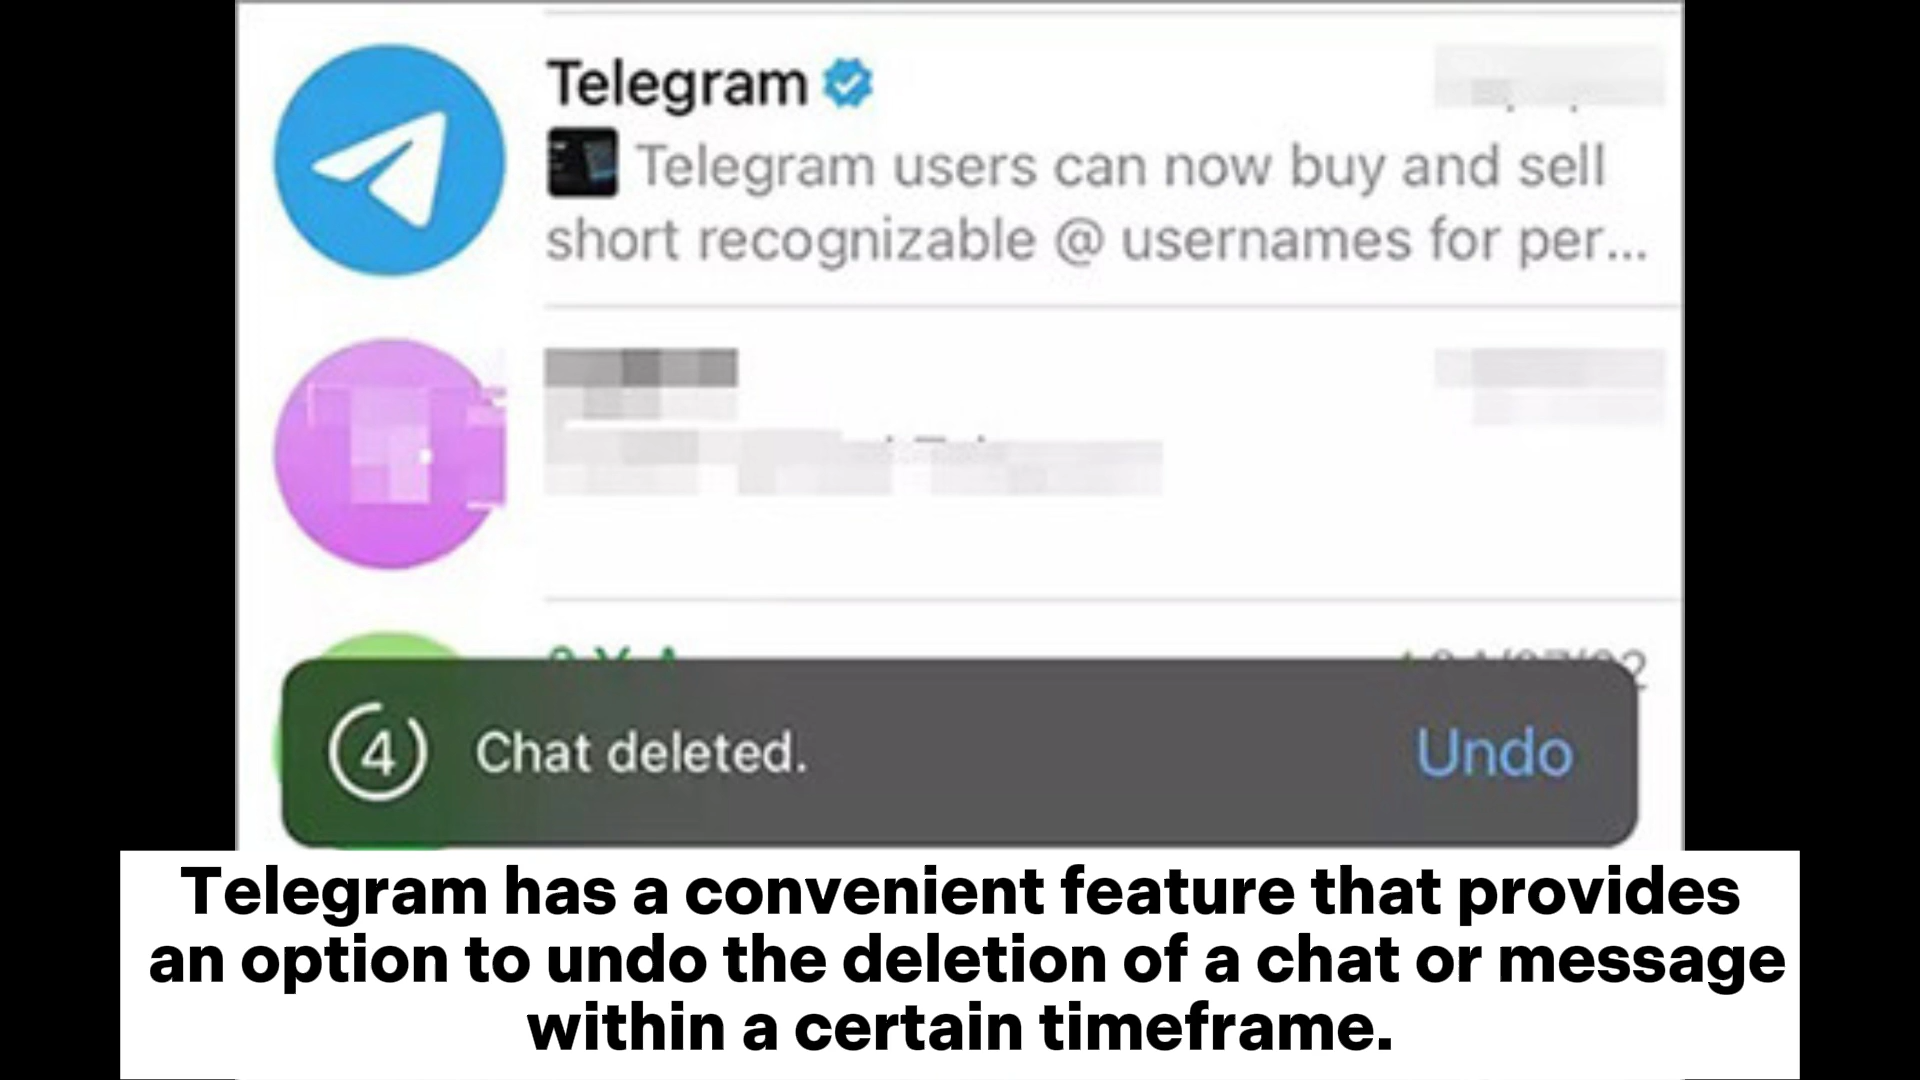 Telegram
Telegram users can now buy and sell
short recognizable @ usernames for per...
4 Chat deleted. Undo
Telegram has a convenient feature that provides
an option to undo the deletion of a chat or message
within a certain timeframe.